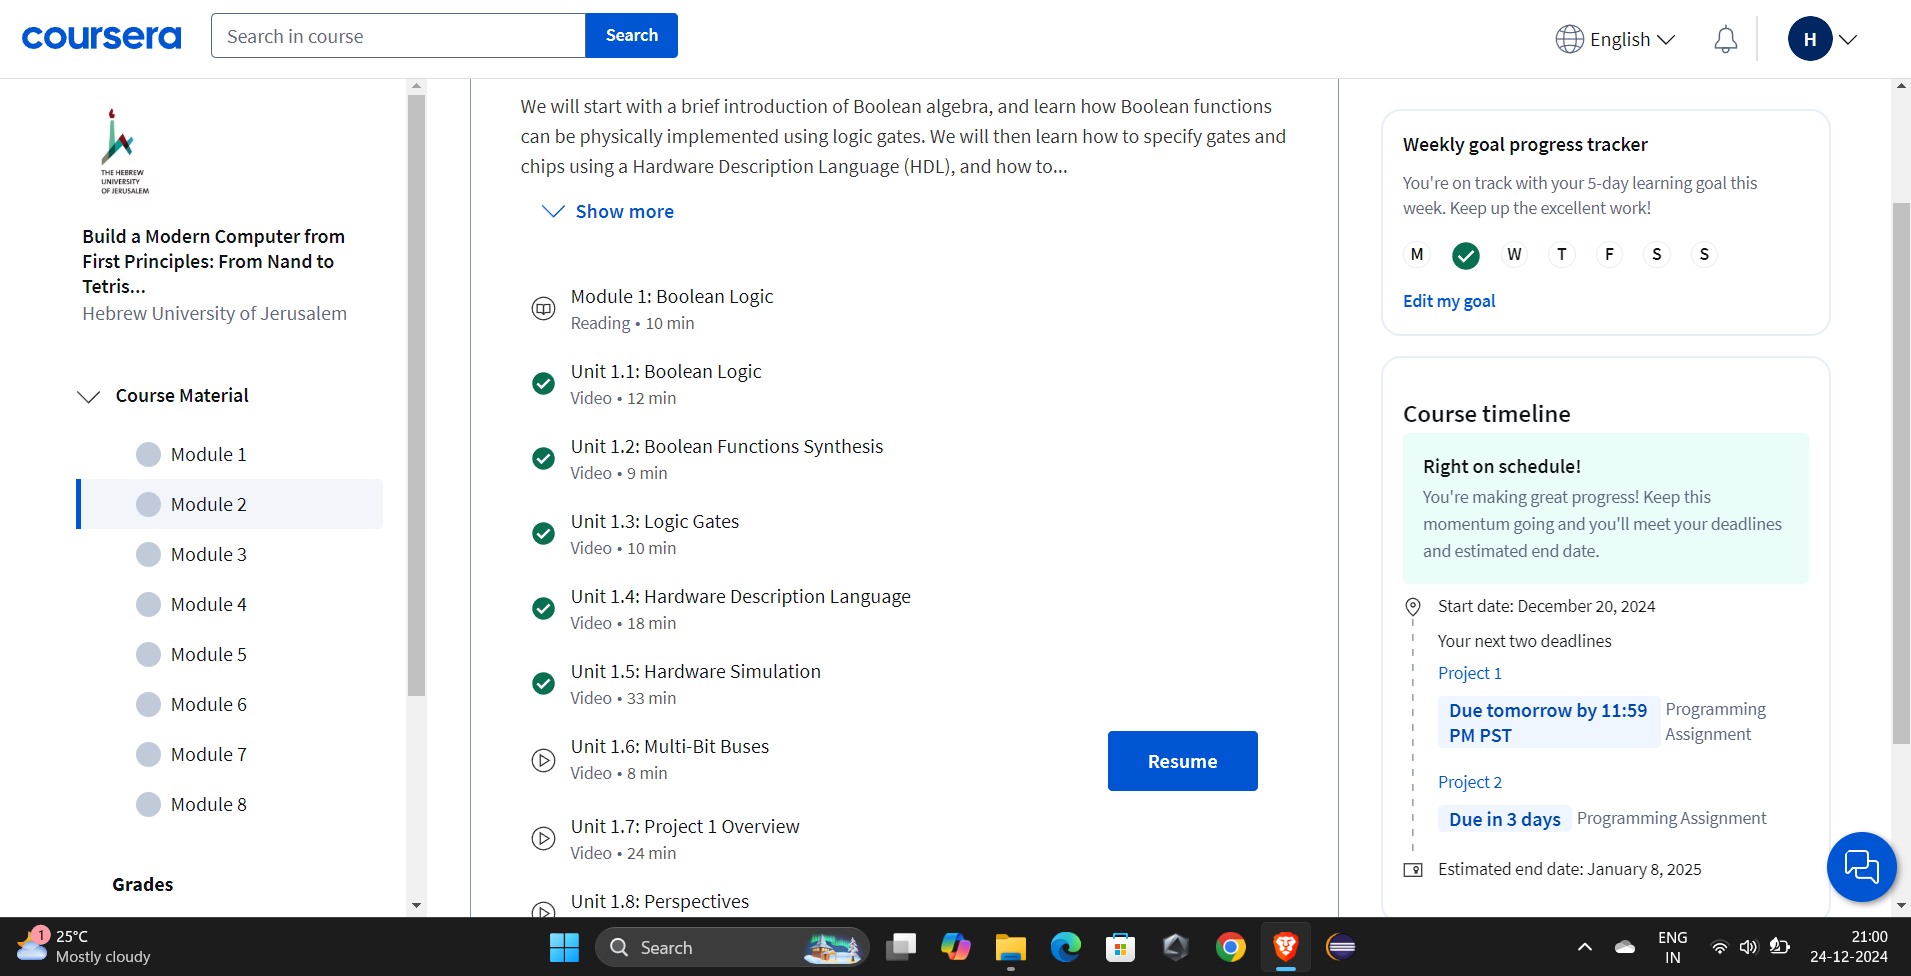 coursera
Search in course
Search
English
H
THE HEBREW
UNIVERSITY
OF JERUSALEM
Build a Modern Computer from
First Principles: From Nand to
Tetris...
Hebrew University of Jerusalem
Course Material
Module 1
Module 2
Module 3
Module 4
Module 5
Module 6
Module 7
Module 8
Grades
We will start with a brief introduction of Boolean algebra, and learn how Boolean functions
can be physically implemented using logic gates. We will then learn how to specify gates and
chips using a Hardware Description Language (HDL), and how to...
Show more
Module 1: Boolean Logic
Reading • 10 min
Unit 1.1: Boolean Logic
Video • 12 min
Unit 1.2: Boolean Functions Synthesis
Video • 9 min
Unit 1.3: Logic Gates
Video • 10 min
Unit 1.4: Hardware Description Language
Video • 18 min
Unit 1.5: Hardware Simulation
Video • 33 min
Unit 1.6: Multi-Bit Buses
Video • 8 min
Resume
Unit 1.7: Project 1 Overview
Video • 24 min
Unit 1.8: Perspectives
Weekly goal progress tracker
You're on track with your 5-day learning goal this
week. Keep up the excellent work!
M W T F S S
Edit my goal
Course timeline
Right on schedule!
You're making great progress! Keep this
momentum going and you'll meet your deadlines
and estimated end date.
Start date: December 20, 2024
Your next two deadlines
Project 1
Due tomorrow by 11:59
PM PST
Programming
Assignment
Project 2
Due in 3 days Programming Assignment
Estimated end date: January 8, 2025
1
25°C
Mostly cloudy
Search
ENG
IN
21:00
24-12-2024